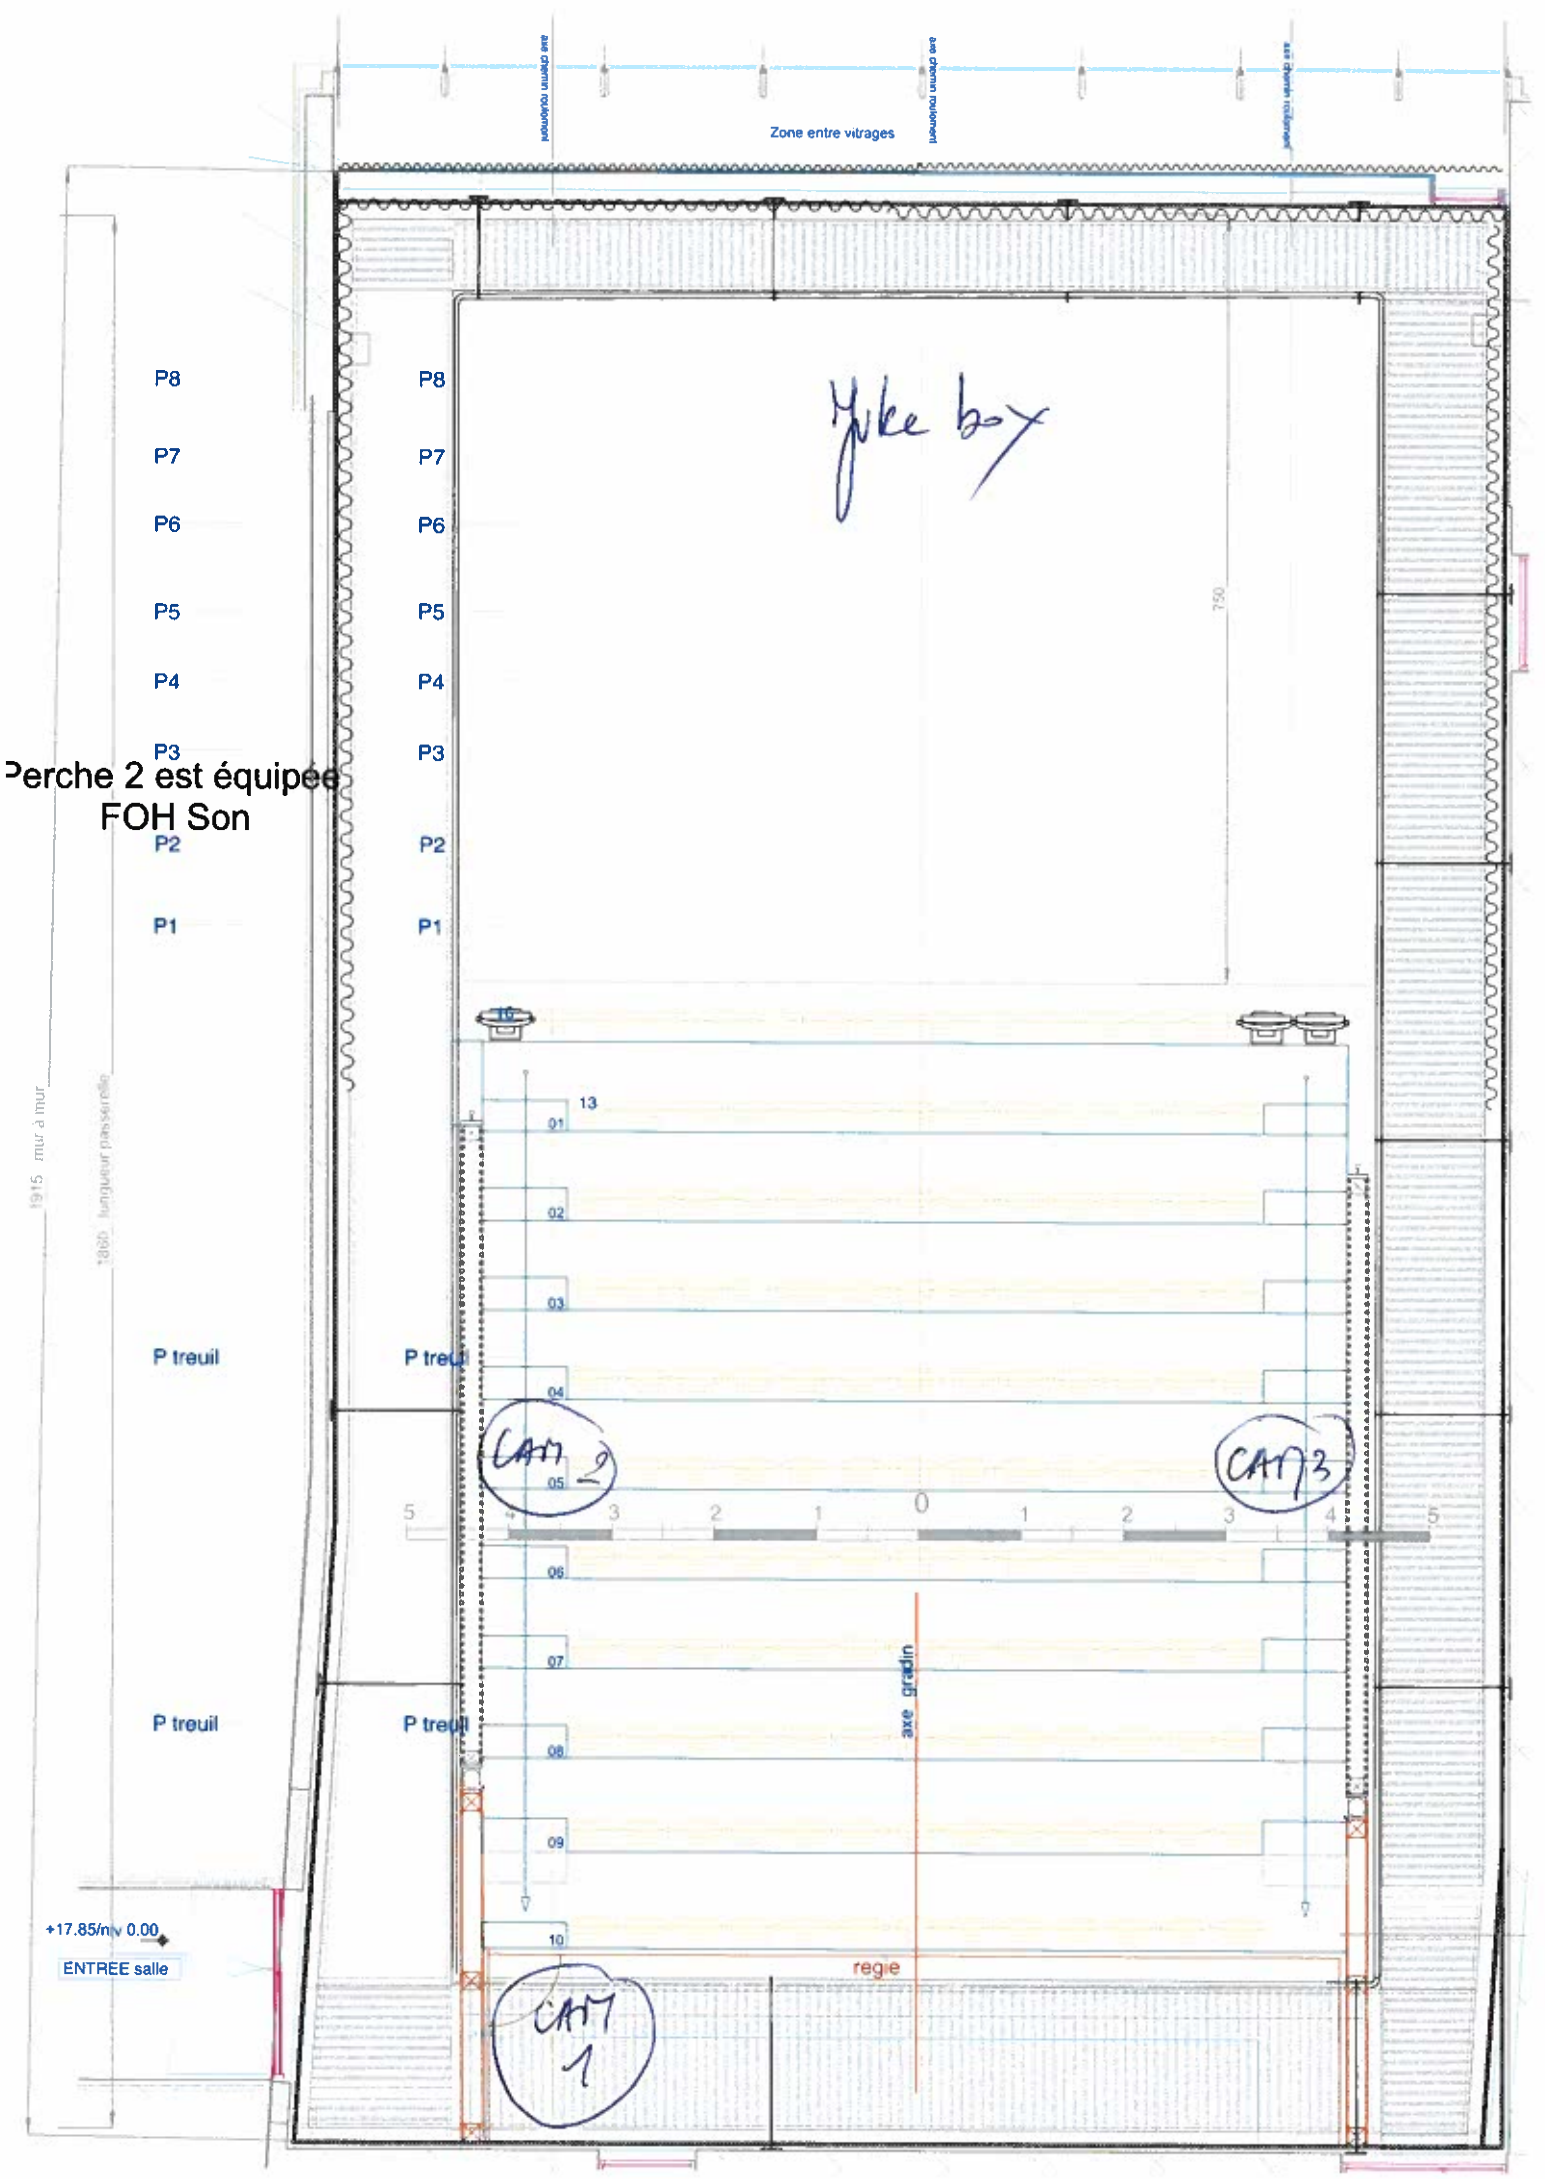 axe chemin roulement
axe chemin roulement
axe chemin roulement
Zone entre vitrages
P8
P8
Juke box
P7
P7
P6
P6
750
P5
P5
P4
P4
P3
P3
Perche 2 est équipée
FOH Son
P2
P2
P1
P1
16
1915 mur à mur
1860 longueur passerelle
13
01
02
03
P treuil
P treuil
04
CAM 2
CAM 3
05
5 4 3 2 1 0 1 2 3 4 5
06
07
axe gradin
P treuil
P treuil
08
09
+17.85/niv 0.00
10
ENTREE salle
regie
CAM
1